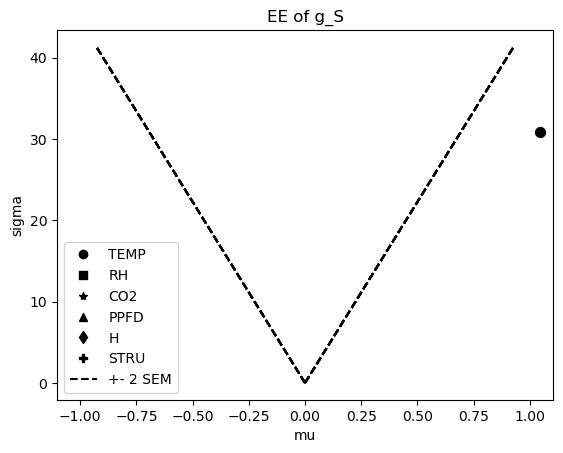 EE of g_S
sigma
40
30
20
10
0
TEMP
RH
CO2
PPFD
H
STRU
+- 2 SEM
−1.00 −0.75 −0.50 −0.25 0.00 0.25 0.50 0.75 1.00
mu